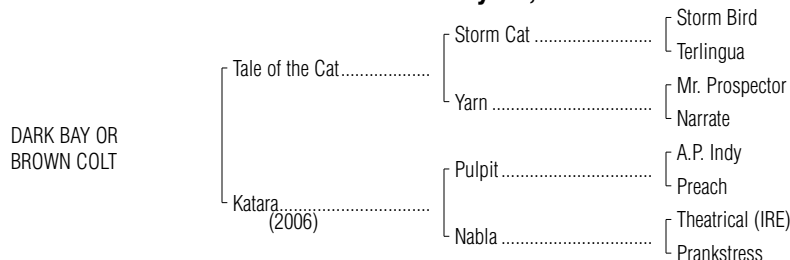 Storm Bird
Storm Cat ....................
Terlingua
Tale of the Cat...................
Mr. Prospector
Yarn ...........................
Narrate
DARK BAY OR
BROWN COLT
A.P. Indy
Pulpit.........................
Preach
Katara................................
(2006)
Theatrical (IRE)
Nabla .........................
Prankstress